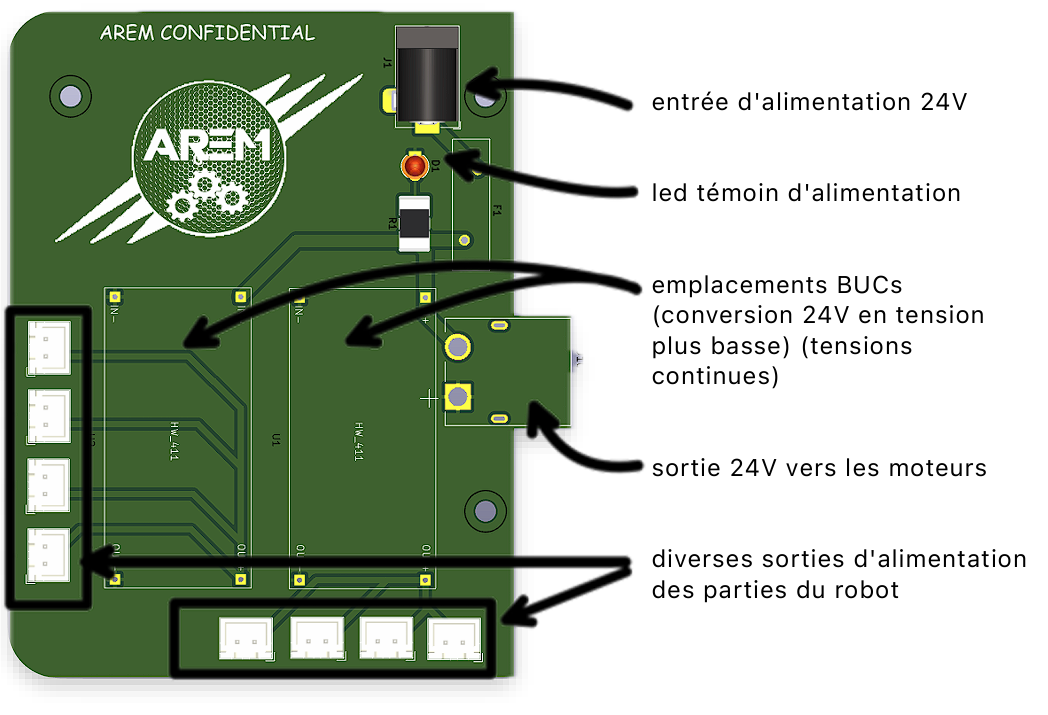 AREM CONFIDENTIAL
J1
entrée d'alimentation 24V
AREM
D1
led témoin d'alimentation
R1
F1
emplacements BUCs
(conversion 24V en tension
plus basse) (tensions
continues)
IN-
IN-
+
HW_411
U1
HW_411
sortie 24V vers les moteurs
OU
OU+
OU
OU+
diverses sorties d'alimentation
des parties du robot